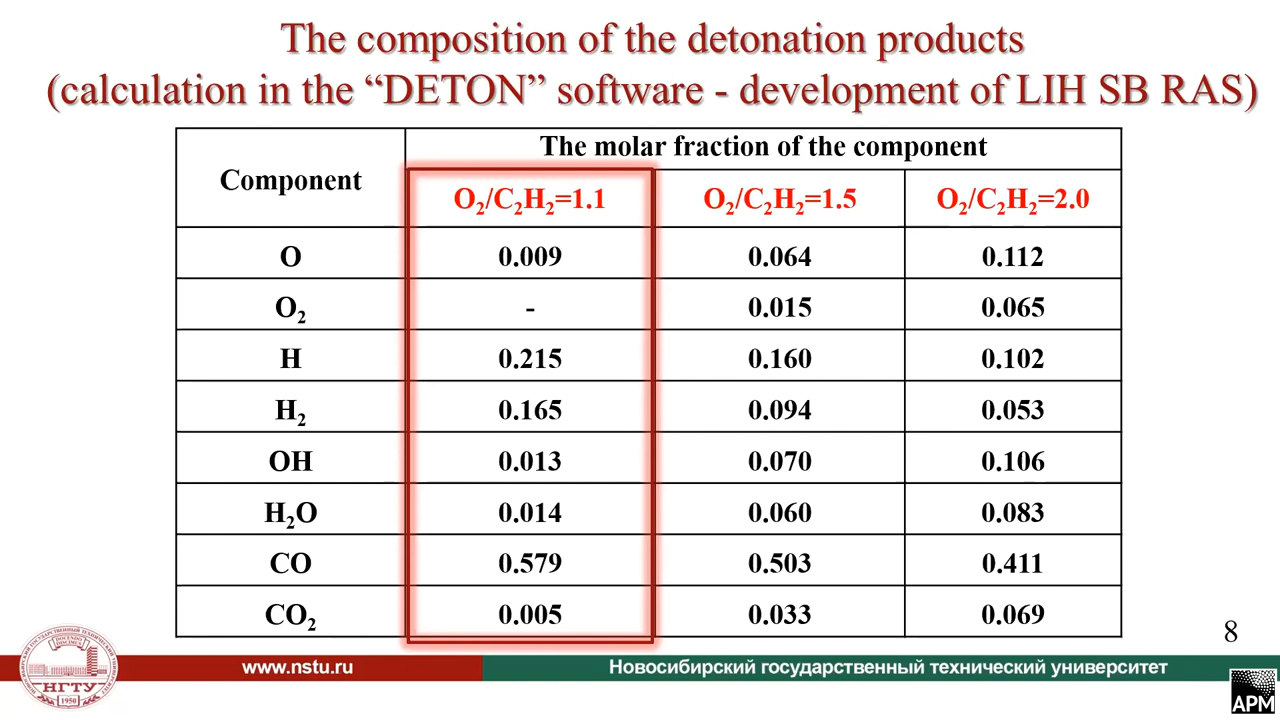 The composition of the detonation products
(calculation in the “DETON” software - development of LIH SB RAS)
Component
The molar fraction of the component
O₂/C₂H₂=1.1 O₂/C₂H₂=1.5 O₂/C₂H₂=2.0
O 0.009 0.064 0.112
O₂ - 0.015 0.065
H 0.215 0.160 0.102
H₂ 0.165 0.094 0.053
OH 0.013 0.070 0.106
H₂O 0.014 0.060 0.083
CO 0.579 0.503 0.411
CO₂ 0.005 0.033 0.069
8
НГТУ
1950
www.nstu.ru
Новосибирский государственный технический университет
APM